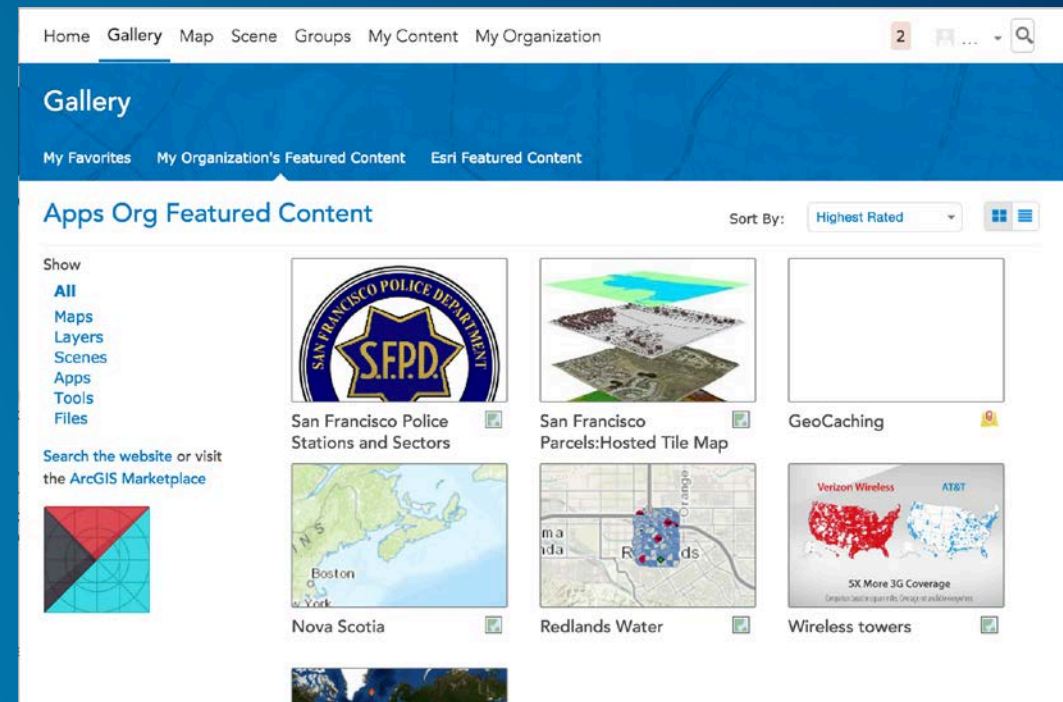 Home Gallery Map Scene Groups My Content My Organization 2 ...
Gallery
My Favorites My Organization's Featured Content Esri Featured Content
Apps Org Featured Content
Sort By: Highest Rated
Show
All
Maps
Layers
Scenes
Apps
Tools
Files
Search the website or visit
the ArcGIS Marketplace
SAN FRANCISCO POLICE DEPARTMENT
S.F.P.D.
San Francisco Police
Stations and Sectors
San Francisco
Parcels:Hosted Tile Map
GeoCaching
Boston
York
Nova Scotia
Orange
Redlands Water
Verizon Wireless AT&T
5X More 3G Coverage
Wireless towers